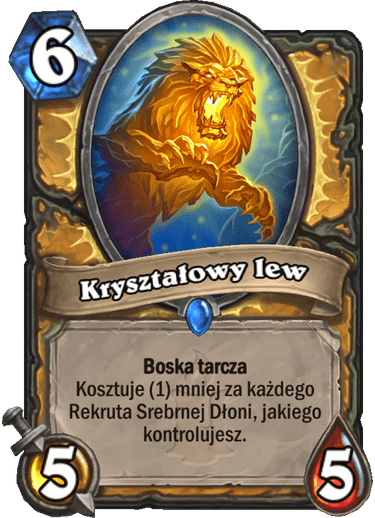 6
Kryształowy lew
Boska tarcza
Kosztuje (1) mniej za każdego
Rekruta Srebrnej Dłoni, jakiego
kontrolujesz.
5
5